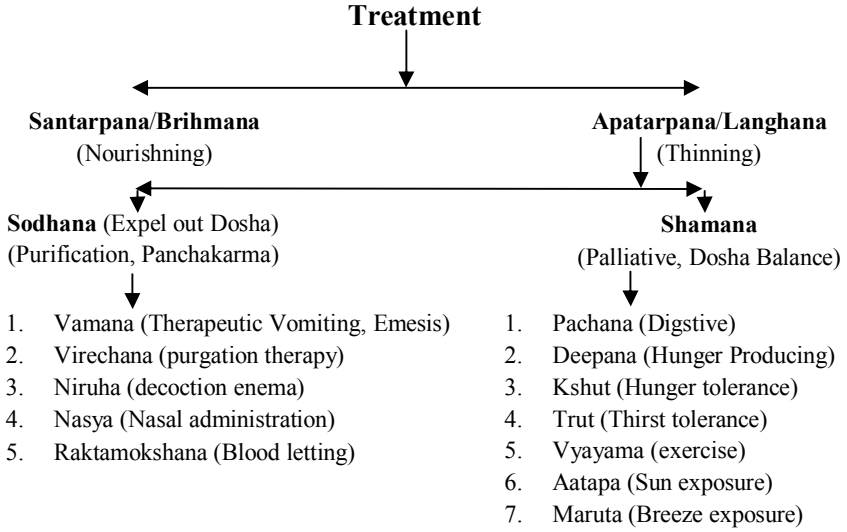 Treatment
Santarpana/Brihmana
(Nourishning)
Apatarpana/Langhana
(Thinning)
Sodhana (Expel out Dosha)
(Purification, Panchakarma)
Shamana
(Palliative, Dosha Balance)
1. Vamana (Therapeutic Vomiting, Emesis)
2. Virechana (purgation therapy)
3. Niruha (decoction enema)
4. Nasya (Nasal administration)
5. Raktamokshana (Blood letting)
1. Pachana (Digstive)
2. Deepana (Hunger Producing)
3. Kshut (Hunger tolerance)
4. Trut (Thirst tolerance)
5. Vyayama (exercise)
6. Aatapa (Sun exposure)
7. Maruta (Breeze exposure)